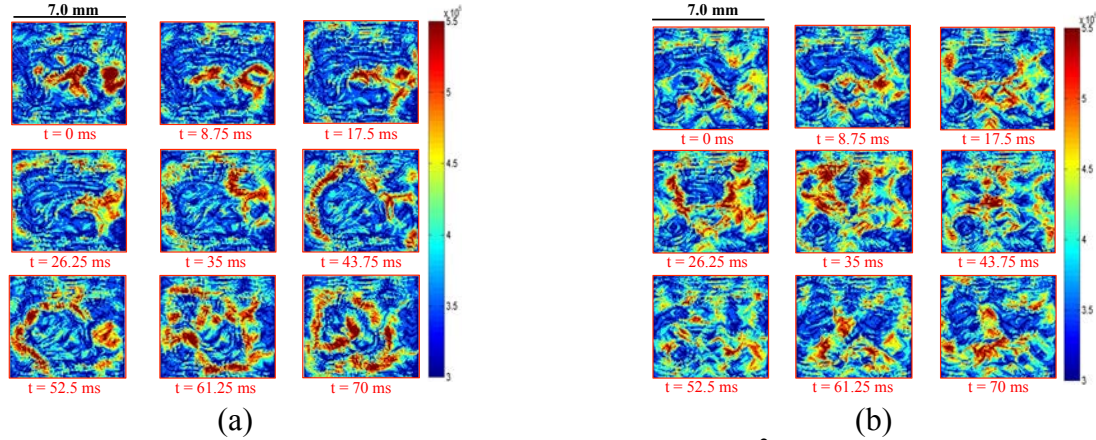 7.0 mm
x 10
5.5
5
4.5
4
3.5
3
t = 0 ms
t = 8.75 ms
t = 17.5 ms
t = 26.25 ms
t = 35 ms
t = 43.75 ms
t = 52.5 ms
t = 61.25 ms
t = 70 ms
(a)
7.0 mm
x 10
5.5
5
4.5
4
3.5
3
t = 0 ms
t = 8.75 ms
t = 17.5 ms
t = 26.25 ms
t = 35 ms
t = 43.75 ms
t = 52.5 ms
t = 61.25 ms
t = 70 ms
(b)